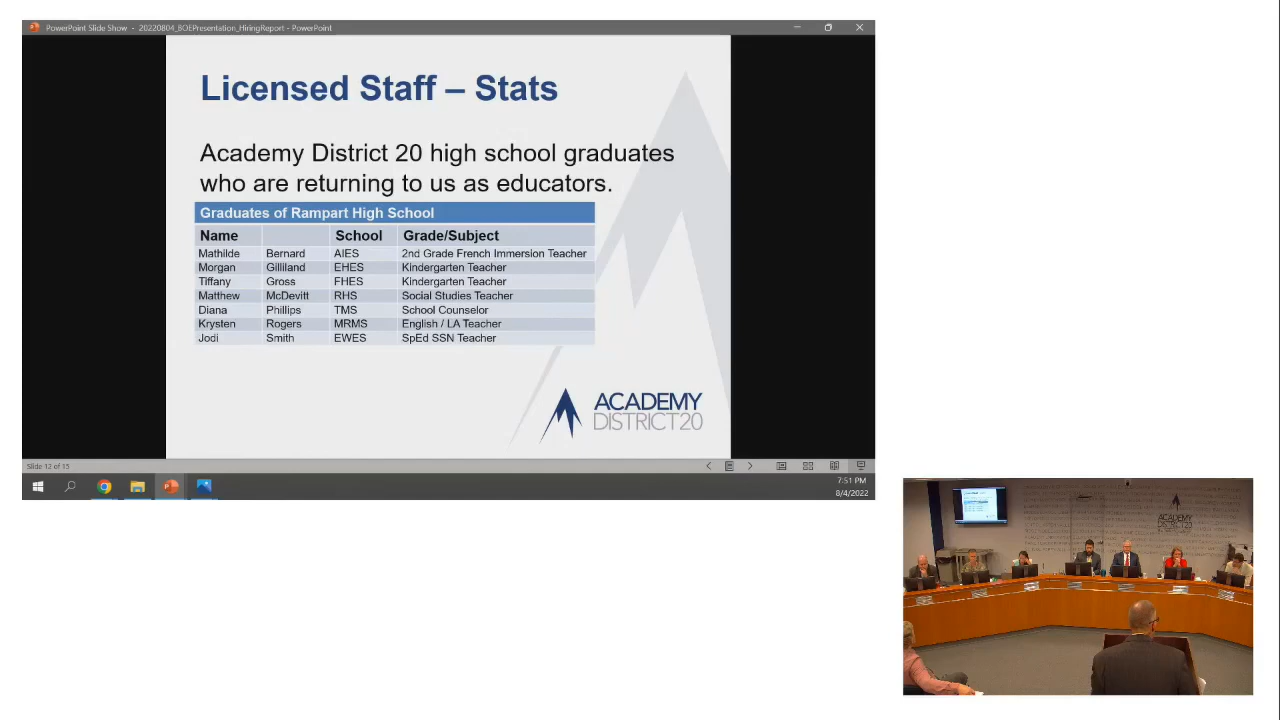 PowerPoint Slide Show - 20220804_BOEPresentation_HiringReport - PowerPoint
Licensed Staff – Stats
Academy District 20 high school graduates
who are returning to us as educators.
Graduates of Rampart High School
Name School Grade/Subject
Mathilde Bernard AIES 2nd Grade French Immersion Teacher
Morgan Gilliland EHES Kindergarten Teacher
Tiffany Gross FHES Kindergarten Teacher
Matthew McDevitt RHS Social Studies Teacher
Diana Phillips TMS School Counselor
Krysten Rogers MRMS English / LA Teacher
Jodi Smith EWES SpEd SSN Teacher
ACADEMY
DISTRICT20
Slide 12 of 15
7:51 PM
8/4/2022
ACADEMY
DISTRICT20